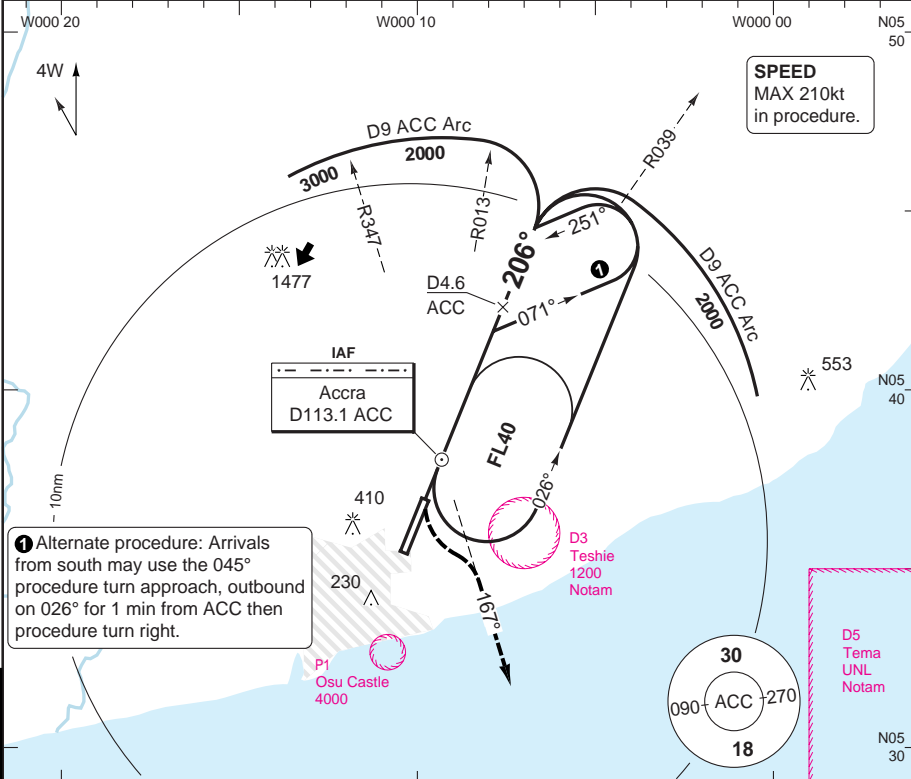 W000 20
W000 10
W000 00
N05
50
4W
SPEED
MAX 210kt
in procedure.
D9 ACC Arc
2000
3000
R347
R013
R039
1477
206°
251°
1
071°
D4.6
ACC
D9 ACC Arc
2000
553
N05
40
IAF
Accra
D113.1 ACC
FL40
026°
10nm
410
230
1 Alternate procedure: Arrivals
from south may use the 045°
procedure turn approach, outbound
on 026° for 1 min from ACC then
procedure turn right.
D3
Teshie
1200
Notam
167°
P1
Osu Castle
4000
D5
Tema
UNL
Notam
30
090
ACC
270
18
N05
30